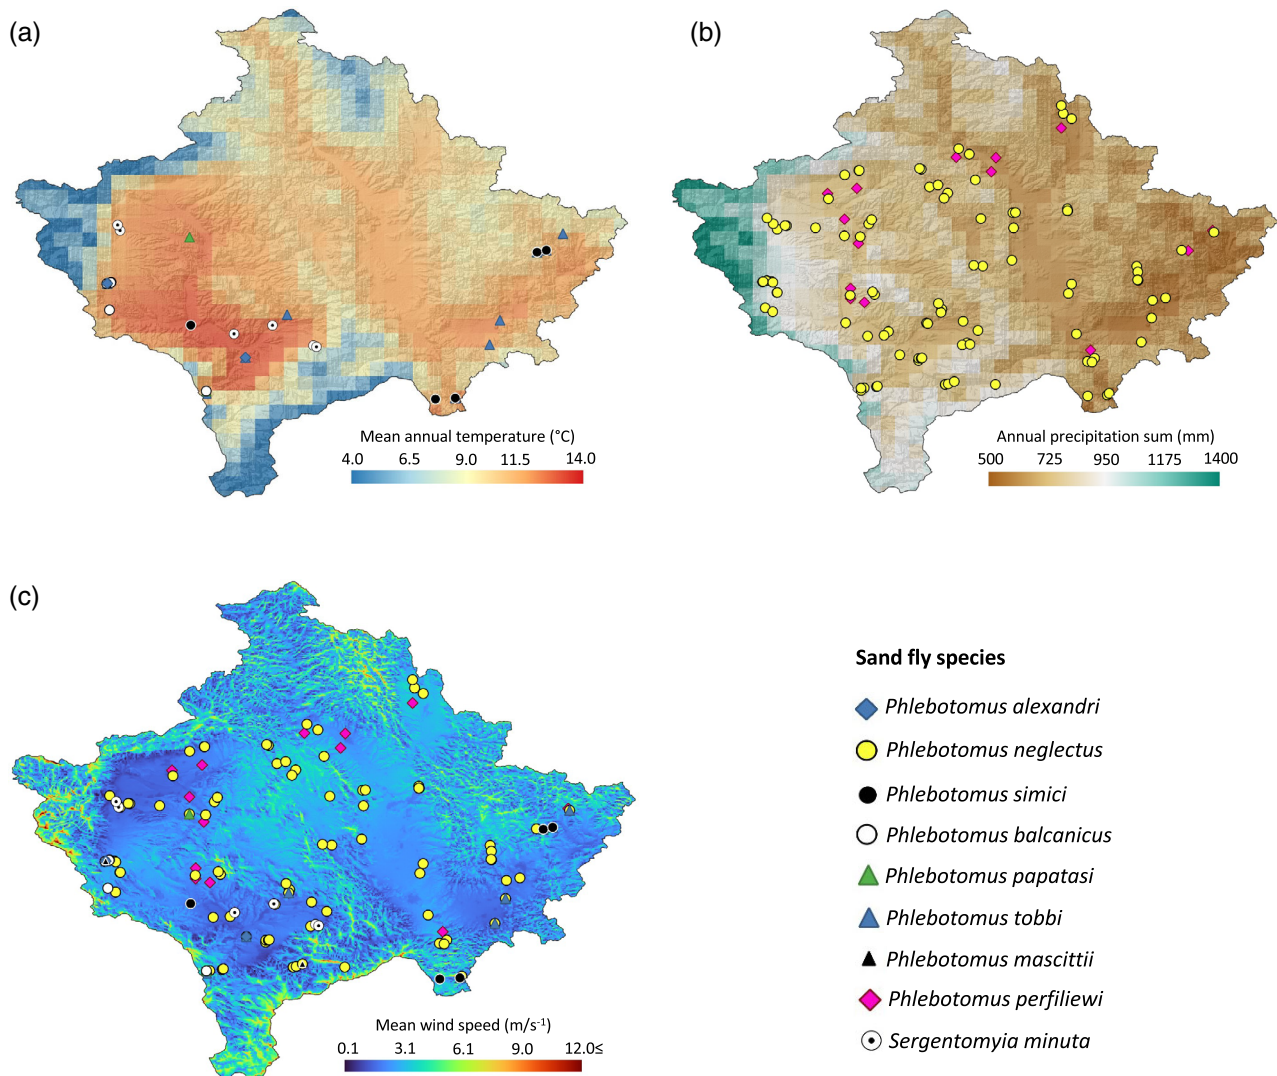 (a)
(b)
Mean annual temperature (°C)
4.0 6.5 9.0 11.5 14.0
Annual precipitation sum (mm)
500 725 950 1175 1400
(c)
Mean wind speed (m/s⁻¹)
0.1 3.1 6.1 9.0 12.0≤
Sand fly species
Phlebotomus alexandri
Phlebotomus neglectus
Phlebotomus simici
Phlebotomus balcanicus
Phlebotomus papatasi
Phlebotomus tobbi
Phlebotomus mascittii
Phlebotomus perfiliewi
Sergentomyia minuta